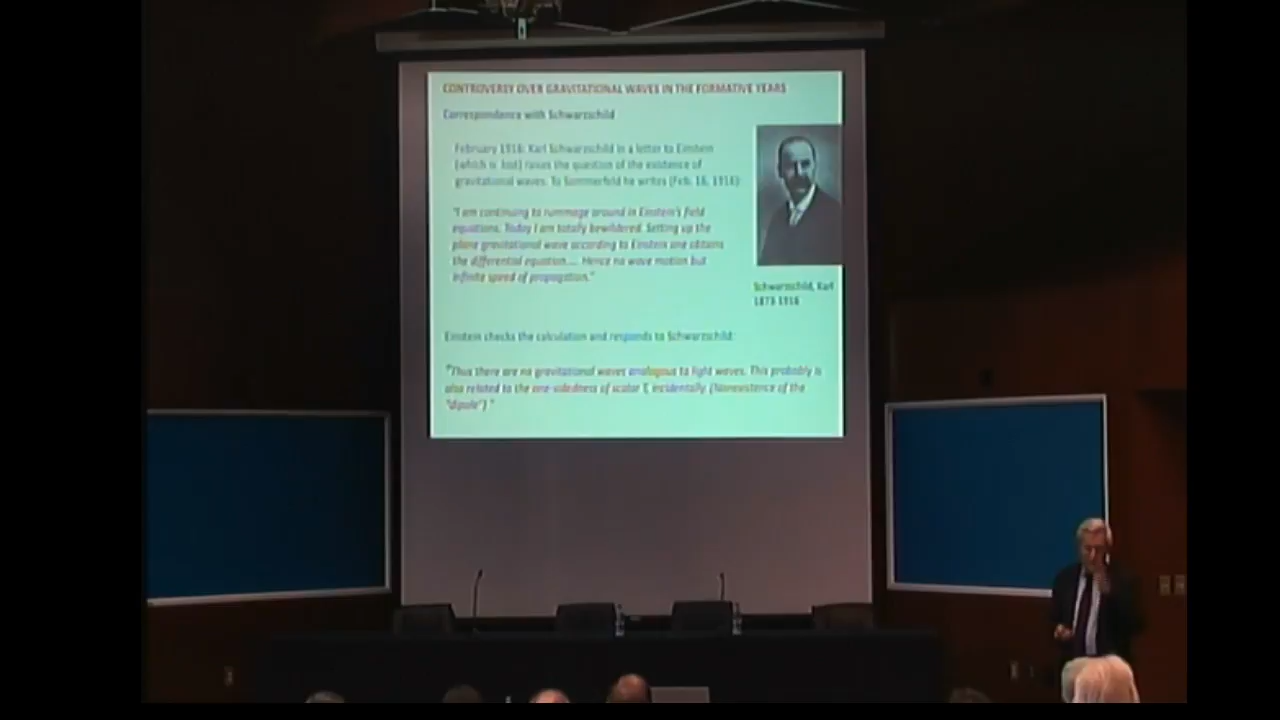 CONTROVERSY OVER GRAVITATIONAL WAVES IN THE FORMATIVE YEARS
Correspondence with Schwarzschild
February 1916: Karl Schwarzschild in a letter to Einstein
(which is lost) raises the question of the existence of
gravitational waves. To Sommerfeld he writes (Feb. 16, 1916):
"I am continuing to rummage around in Einstein's field
equations. Today I am totally bewildered. Setting up the
plane gravitational wave according to Einstein one obtains
the differential equation.... Hence no wave motion but
infinite speed of propagation."
Schwarzschild, Karl
1873-1916
Einstein checks the calculation and responds to Schwarzschild:
"Thus there are no gravitational waves analogous to light waves. This probably is
also related to the one-sidedness of scalar T, incidentally. (Nonexistence of the
"dipole") "